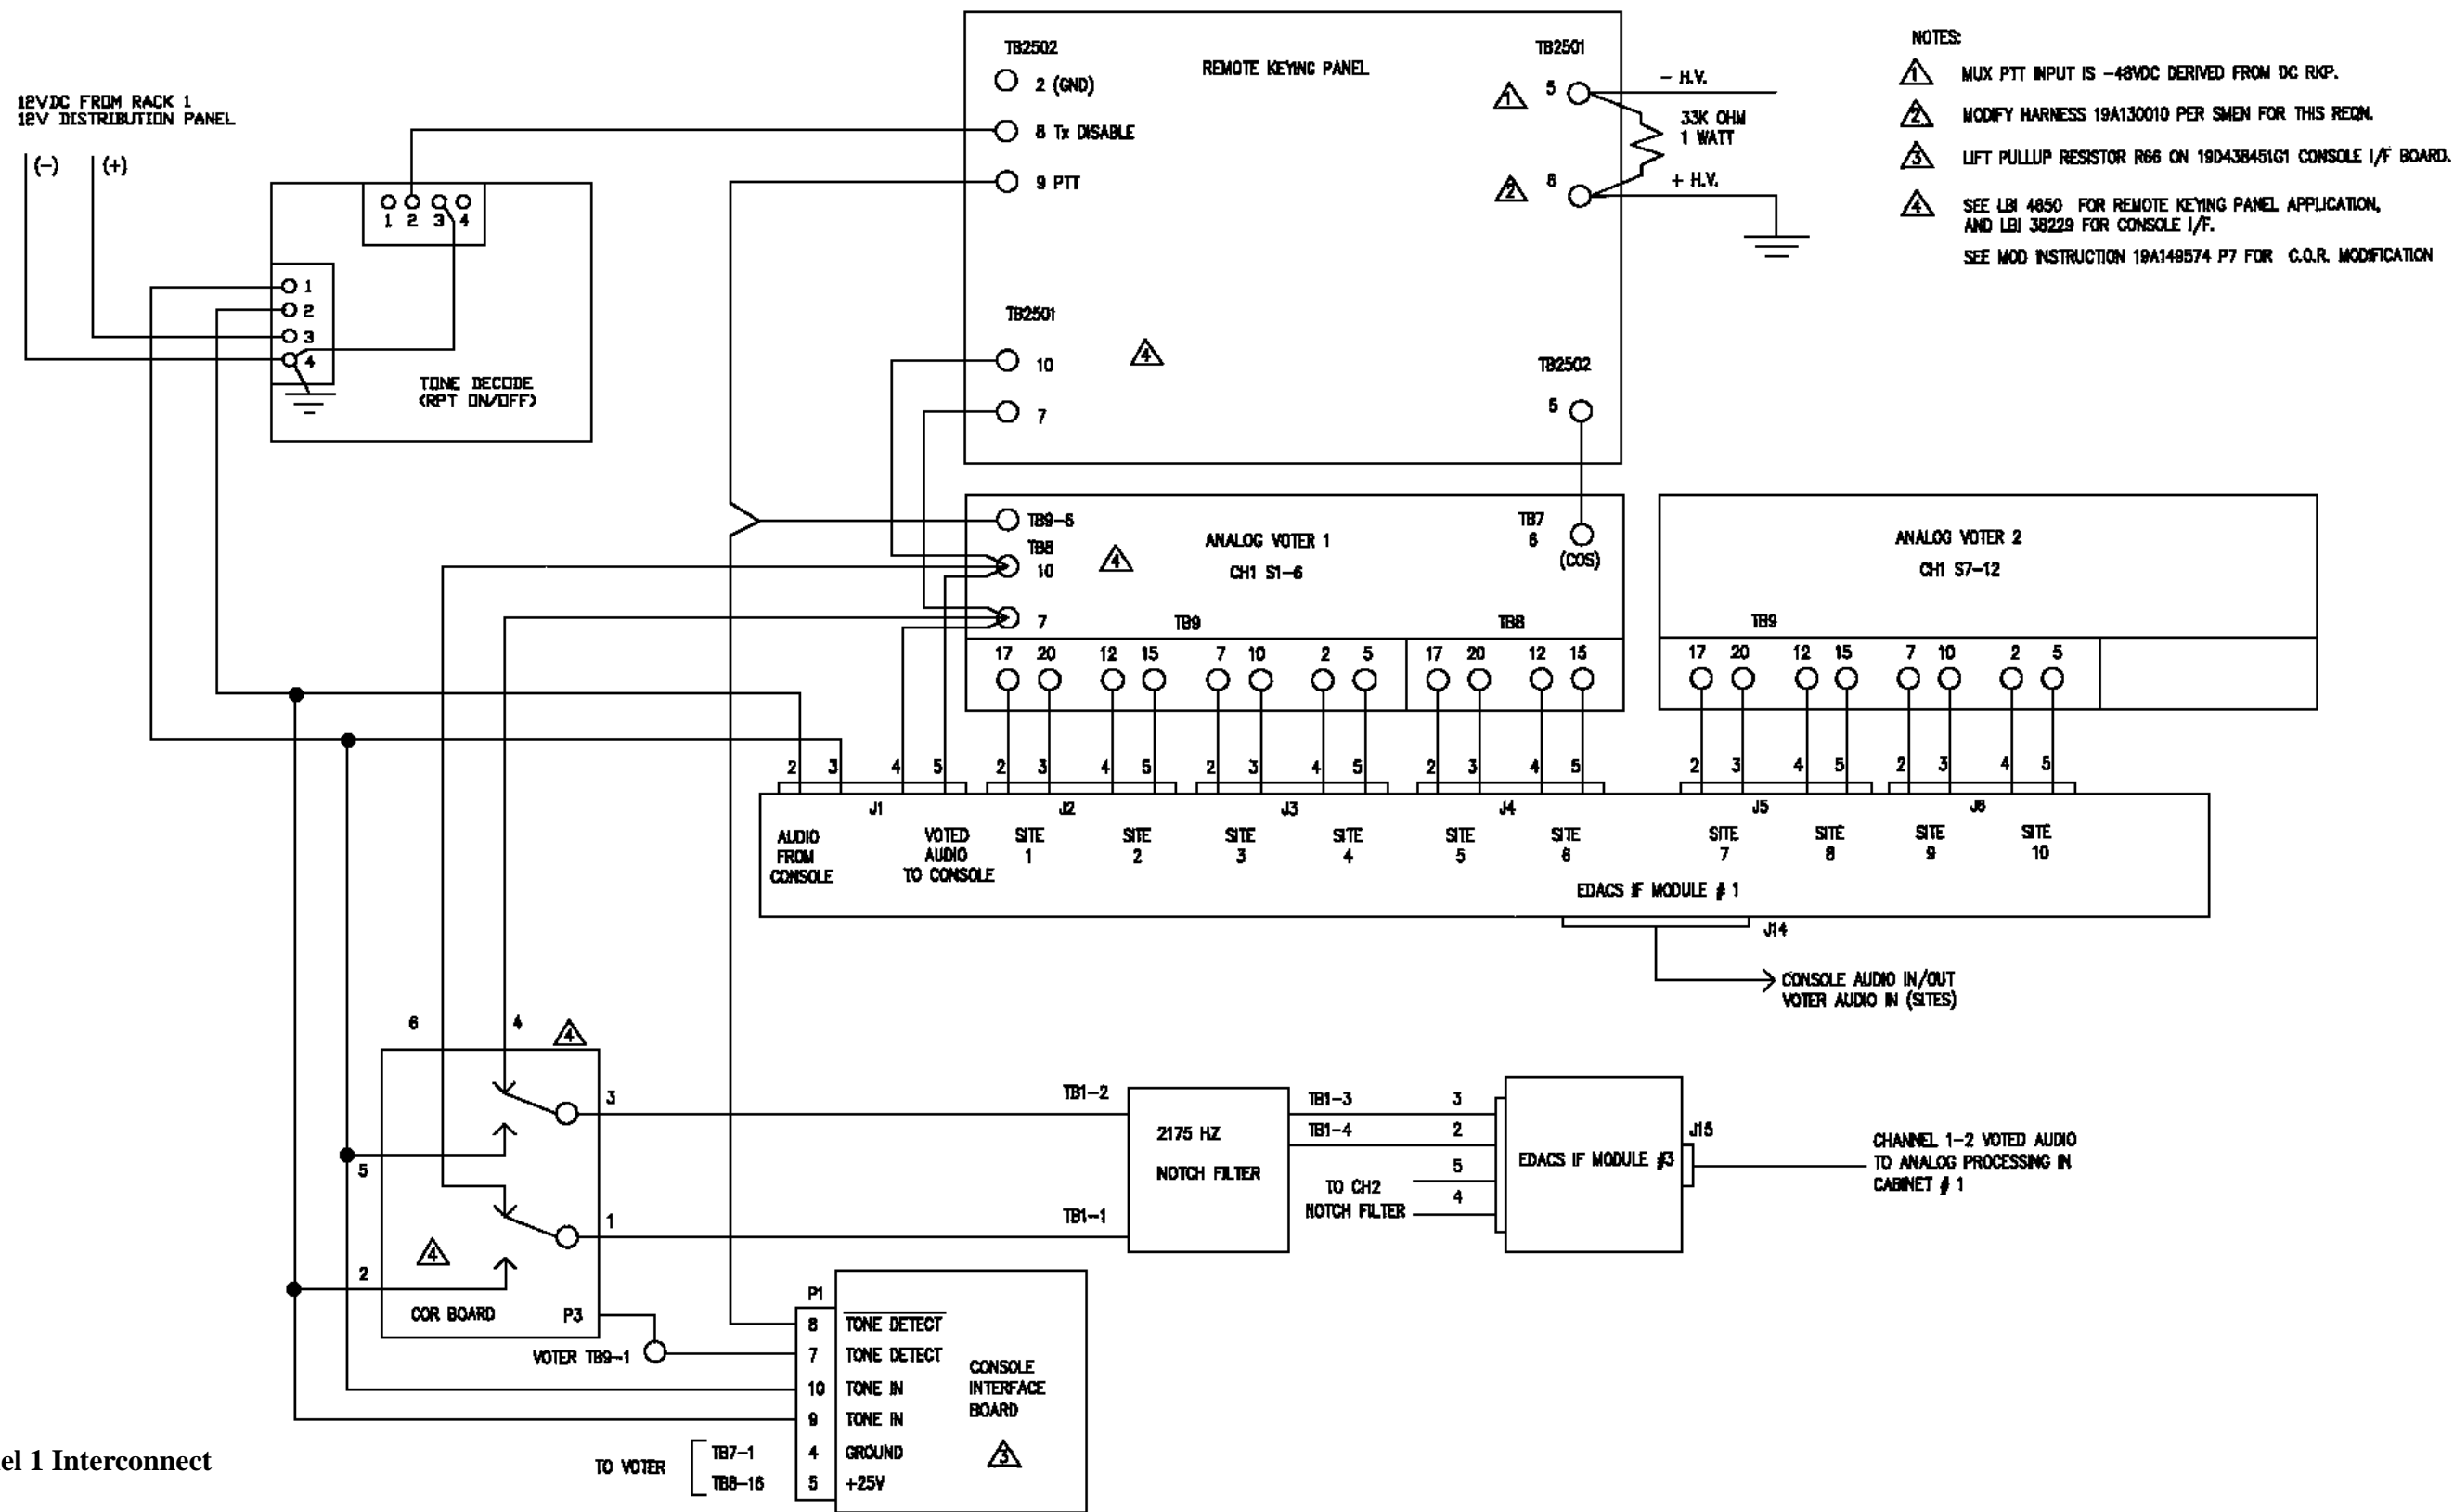 12VDC FROM RACK 1
12V DISTRIBUTION PANEL
(-) (+)
1 2 3 4
1
2
3
4
TONE DECODE
(RPT ON/OFF)
TB2502
2 (GND)
8 Tx DISABLE
9 PTT
REMOTE KEYING PANEL
TB2501
1 5
- H.V.
33K OHM
1 WATT
2 6
+ H.V.
TB2501
10
4
7
TB2502
5
NOTES:
1 MUX PTT INPUT IS -48VDC DERIVED FROM DC RKP.
2 MODIFY HARNESS 19A130010 PER SMEN FOR THIS REQN.
3 LIFT PULLUP RESISTOR R66 ON 19D438451G1 CONSOLE I/F BOARD.
4 SEE LBI 4850 FOR REMOTE KEYING PANEL APPLICATION,
AND LBI 38229 FOR CONSOLE I/F.
SEE MOD INSTRUCTION 19A149574 P7 FOR C.O.R. MODIFICATION
TB9-6
TB8
10
7
4
ANALOG VOTER 1
CH1 S1-6
TB7
6
(COS)
TB9
TB8
17 20 12 15 7 10 2 5 17 20 12 15
ANALOG VOTER 2
CH1 S7-12
TB9
17 20 12 15 7 10 2 5
2 3 4 5 2 3 4 5 2 3 4 5 2 3 4 5 2 3 4 5 2 3 4 5
J1 J2 J3 J4 J5 J6
AUDIO
FROM
CONSOLE
VOTED
AUDIO
TO CONSOLE
SITE
1
SITE
2
SITE
3
SITE
4
SITE
5
SITE
6
SITE
7
SITE
8
SITE
9
SITE
10
EDACS IF MODULE # 1
J14
CONSOLE AUDIO IN/OUT
VOTER AUDIO IN (SITES)
6 4
4
3
5
1
4
2
COR BOARD P3
VOTER TB9-1
TB1-2
TB1-1
2175 HZ
NOTCH FILTER
TB1-3 3
TB1-4 2
5
4
TO CH2
NOTCH FILTER
EDACS IF MODULE #3
J15
CHANNEL 1-2 VOTED AUDIO
TO ANALOG PROCESSING IN
CABINET # 1
P1
8 TONE DETECT
7 TONE DETECT
10 TONE IN
9 TONE IN
4 GROUND
5 +25V
CONSOLE
INTERFACE
BOARD
3
TO VOTER
TB7-1
TB8-16
el 1 Interconnect